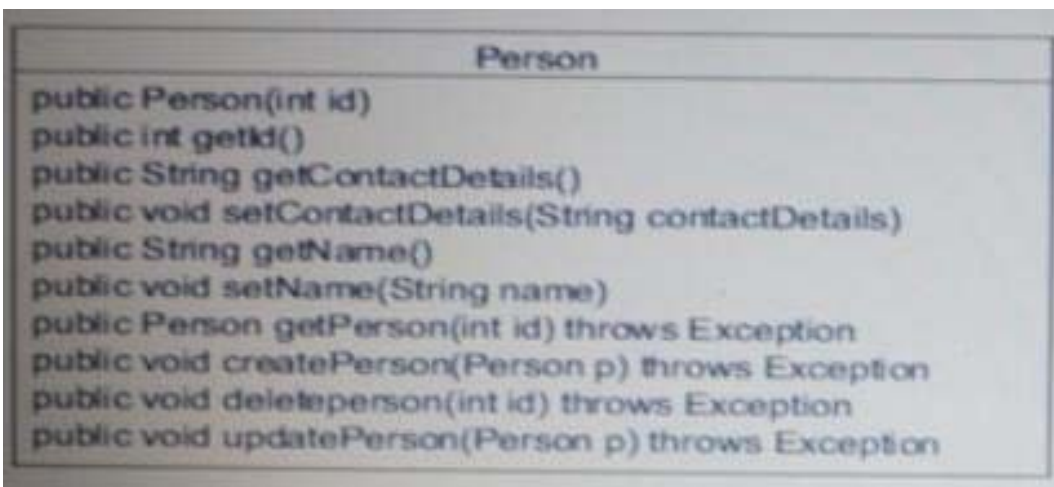 Person
public Person(int id)
public int getId()
public String getContactDetails()
public void setContactDetails(String contactDetails)
public String getName()
public void setName(String name)
public Person getPerson(int id) throws Exception
public void createPerson(Person p) throws Exception
public void deleteperson(int id) throws Exception
public void updatePerson(Person p) throws Exception